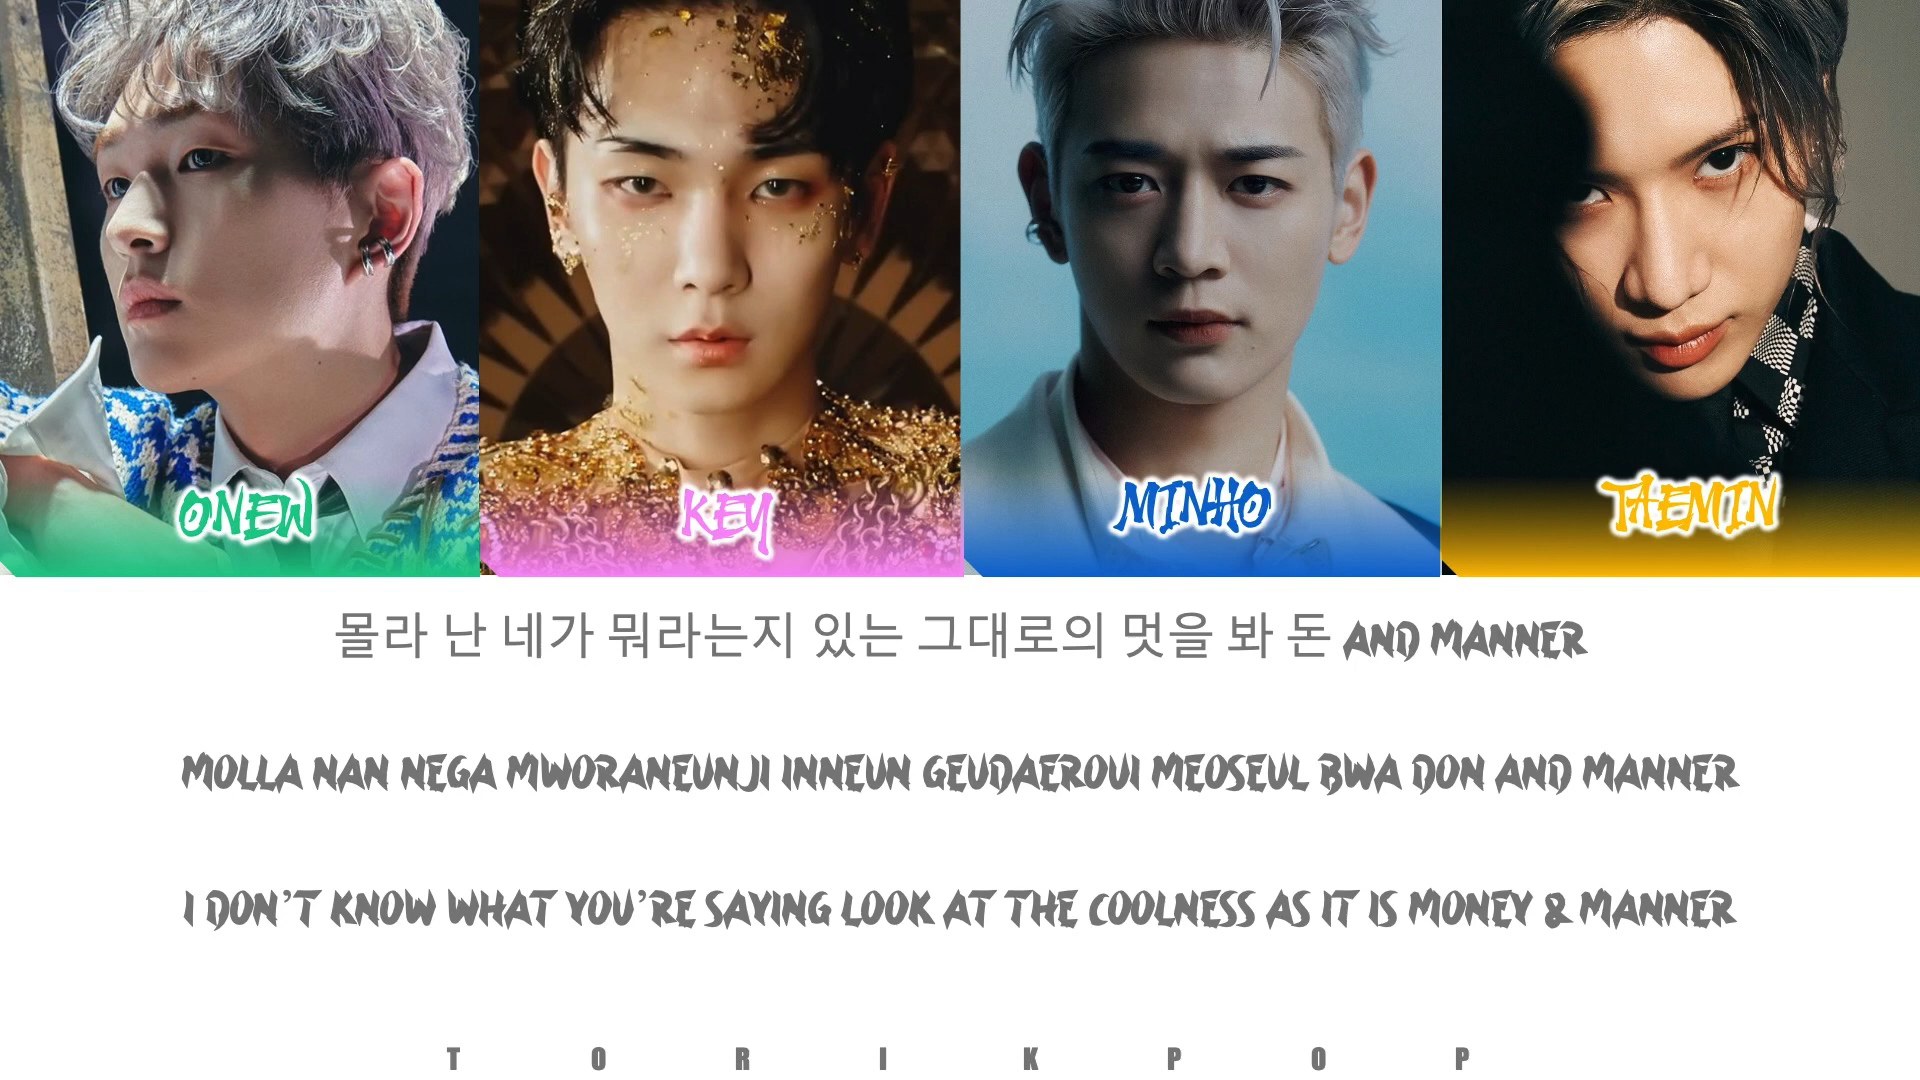 ONEW KEY MINHO TAEMIN
몰라 난 네가 뭐라는지 있는 그대로의 멋을 봐 돈 AND MANNER
MOLLA NAN NEGA MWORANEUNJI INNEUN GEUDAEROUI MEOSEUL BWA DON AND MANNER
I DON’T KNOW WHAT YOU’RE SAYING LOOK AT THE COOLNESS AS IT IS MONEY & MANNER
T O R I K P O P